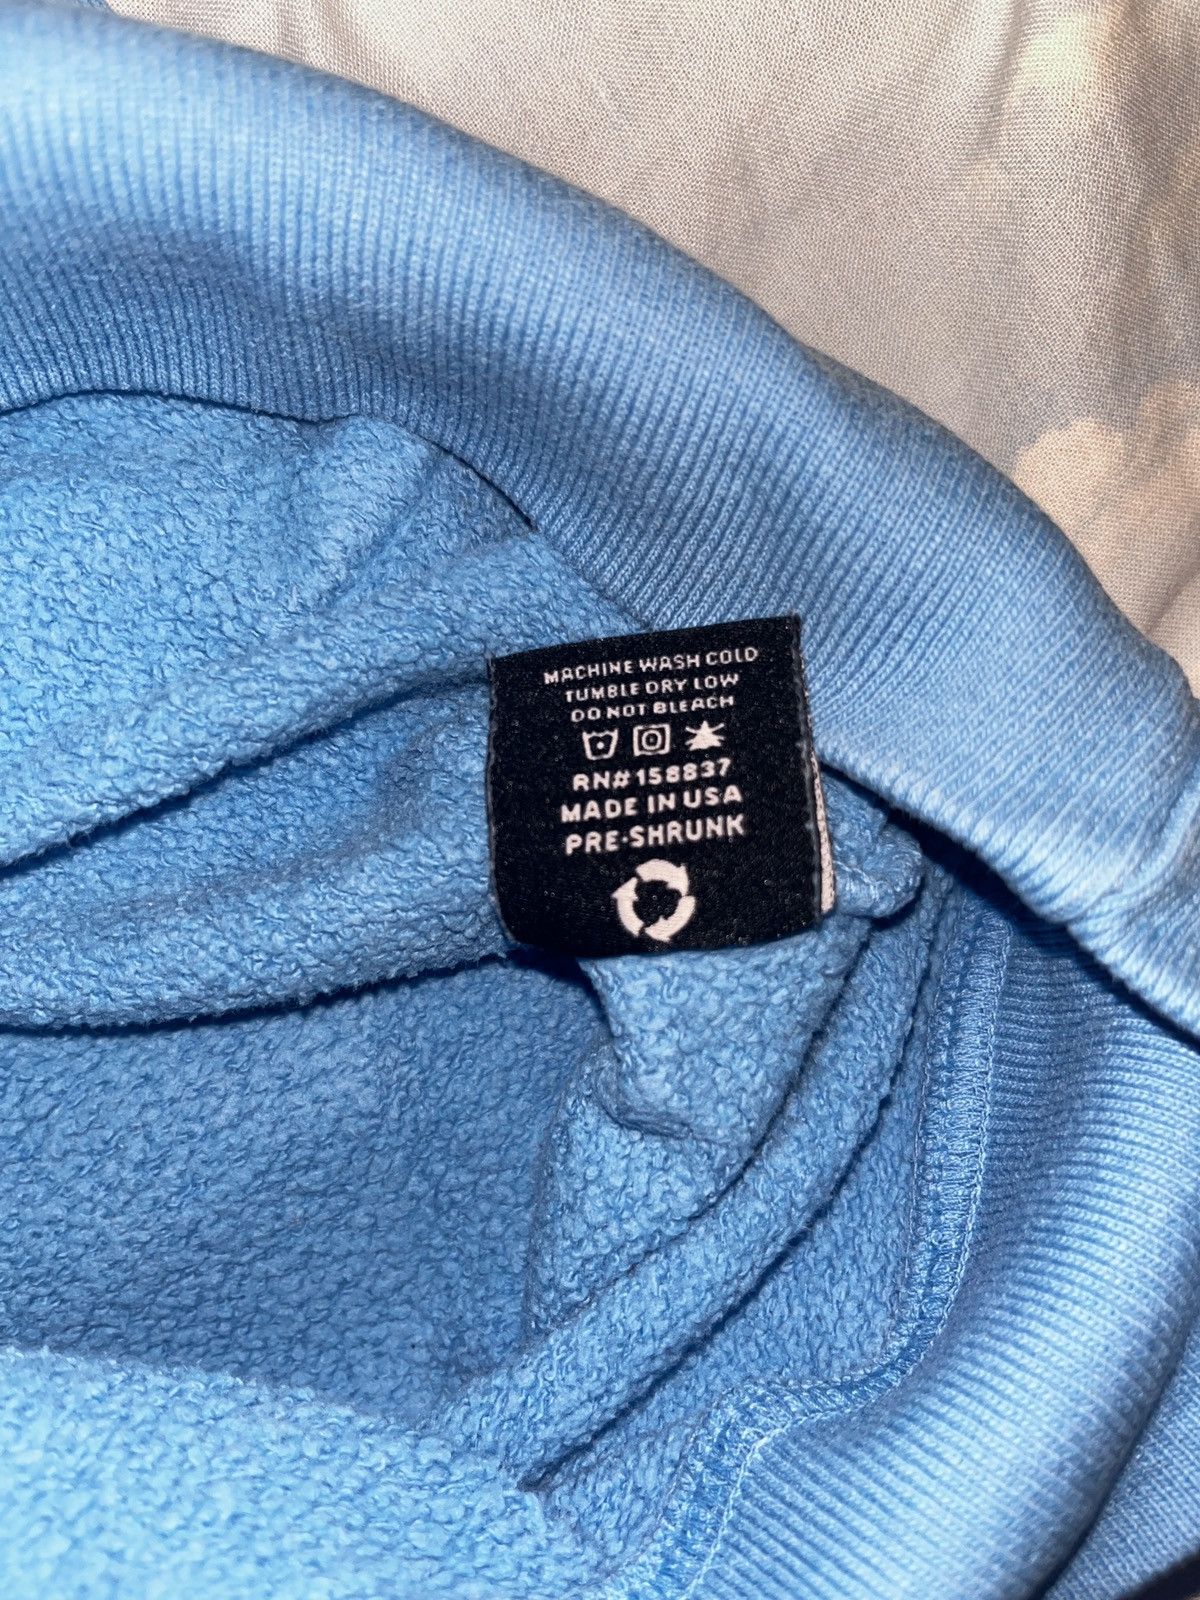 MACHINE WASH COLD
TUMBLE DRY LOW
DO NOT BLEACH
RN#158837
MADE IN USA
PRE-SHRUNK